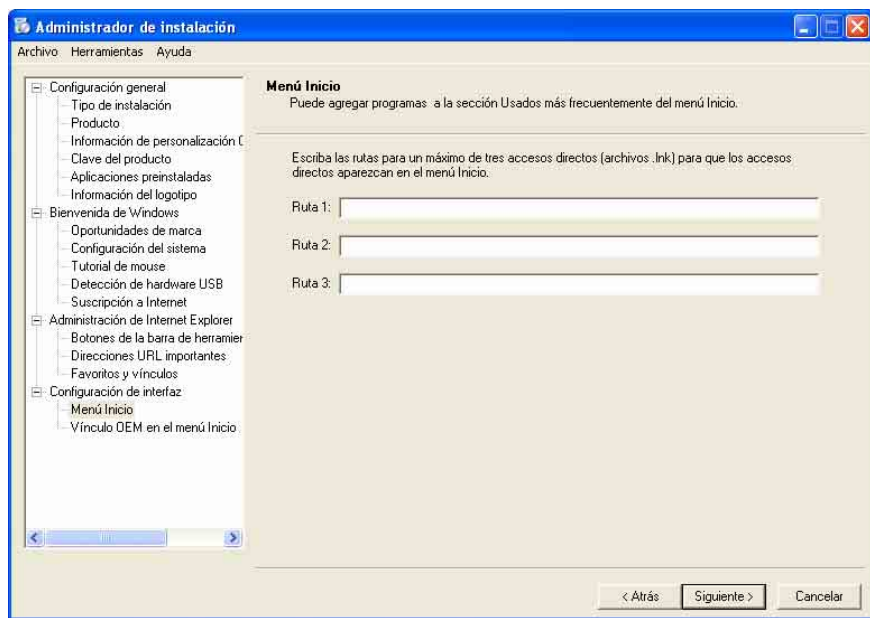 Administrador de instalación
Archivo Herramientas Ayuda
Configuración general
Tipo de instalación
Producto
Información de personalización
Clave del producto
Aplicaciones preinstaladas
Información del logotipo
Bienvenida de Windows
Oportunidades de marca
Configuración del sistema
Tutorial de mouse
Detección de hardware USB
Suscripción a Internet
Administración de Internet Explorer
Botones de la barra de herramier
Direcciones URL importantes
Favoritos y vínculos
Configuración de interfaz
Menú Inicio
Vínculo OEM en el menú Inicio
Menú Inicio
Puede agregar programas a la sección Usados más frecuentemente del menú Inicio.
Escriba las rutas para un máximo de tres accesos directos (archivos .lnk) para que los accesos
directos aparezcan en el menú Inicio.
Ruta 1:
Ruta 2:
Ruta 3:
< Atrás Siguiente > Cancelar